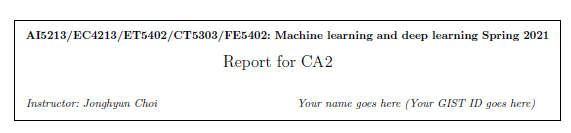 AI5213/EC4213/ET5402/CT5303/FE5402: Machine learning and deep learning Spring 2021
Report for CA2
Instructor: Jonghyun Choi Your name goes here (Your GIST ID goes here)